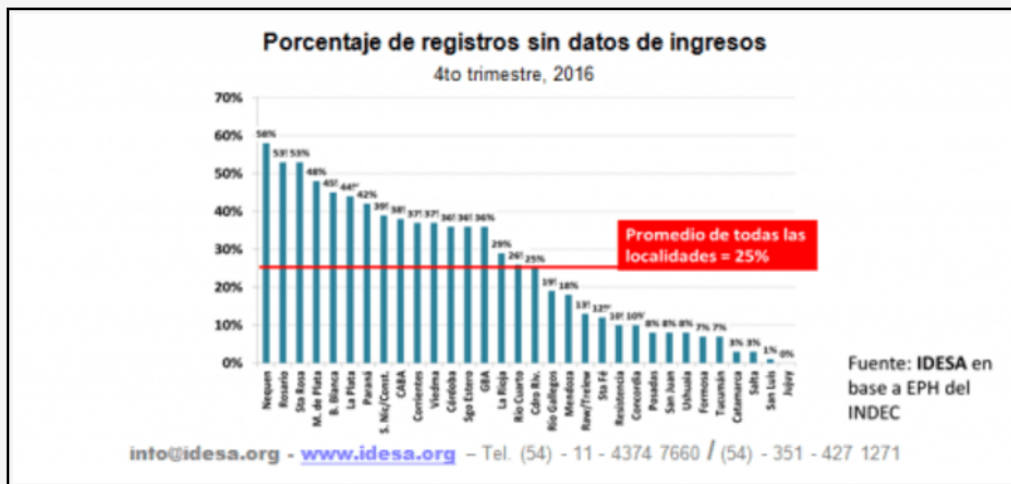 Porcentaje de registros sin datos de ingresos
4to trimestre, 2016
70%
60%
50%
40%
30%
20%
10%
0%
58%
53%
53%
48%
45%
44%
42%
39%
38%
37%
37%
36%
36%
36%
29%
26%
25%
19%
18%
13%
12%
10%
10%
8%
8%
8%
7%
7%
3%
3%
1%
0%
Promedio de todas las
localidades = 25%
Nequen
Rosario
Sta Rosa
M. de Plata
B. Blanca
La Plata
Paraná
S. Nic/Const.
CABA
Corrientes
Viedma
Córdoba
Sgo Estero
GBA
La Rioja
Río Cuarto
Cdro Riv.
Río Gallegos
Mendoza
Raw/Trelew
Sta Fé
Resistencia
Concordia
Posadas
San Juan
Ushuaia
Formosa
Tucumán
Catamarca
Salta
San Luis
Jujuy
Fuente: IDESA en
base a EPH del
INDEC
info@idesa.org - www.idesa.org – Tel. (54) - 11 - 4374 7660 / (54) - 351 - 427 1271